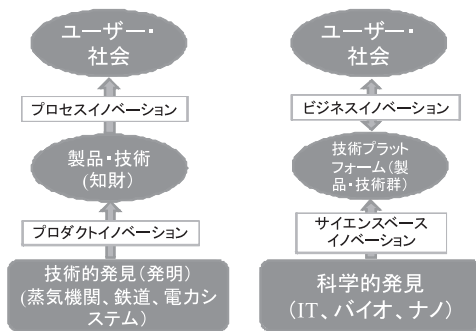 ユーザー・
社会
プロセスイノベーション
製品・技術
(知財)
プロダクトイノベーション
技術的発見(発明)
(蒸気機関、鉄道、電力シ
ステム)
ユーザー・
社会
ビジネスイノベーション
技術プラット
フォーム(製
品・技術群)
サイエンスベース
イノベーション
科学的発見
(IT、バイオ、ナノ)